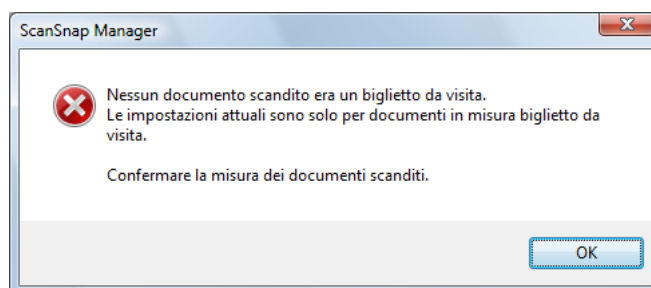 ScanSnap Manager
Nessun documento scandito era un biglietto da visita.
Le impostazioni attuali sono solo per documenti in misura biglietto da
visita.
Confermare la misura dei documenti scanditi.
OK